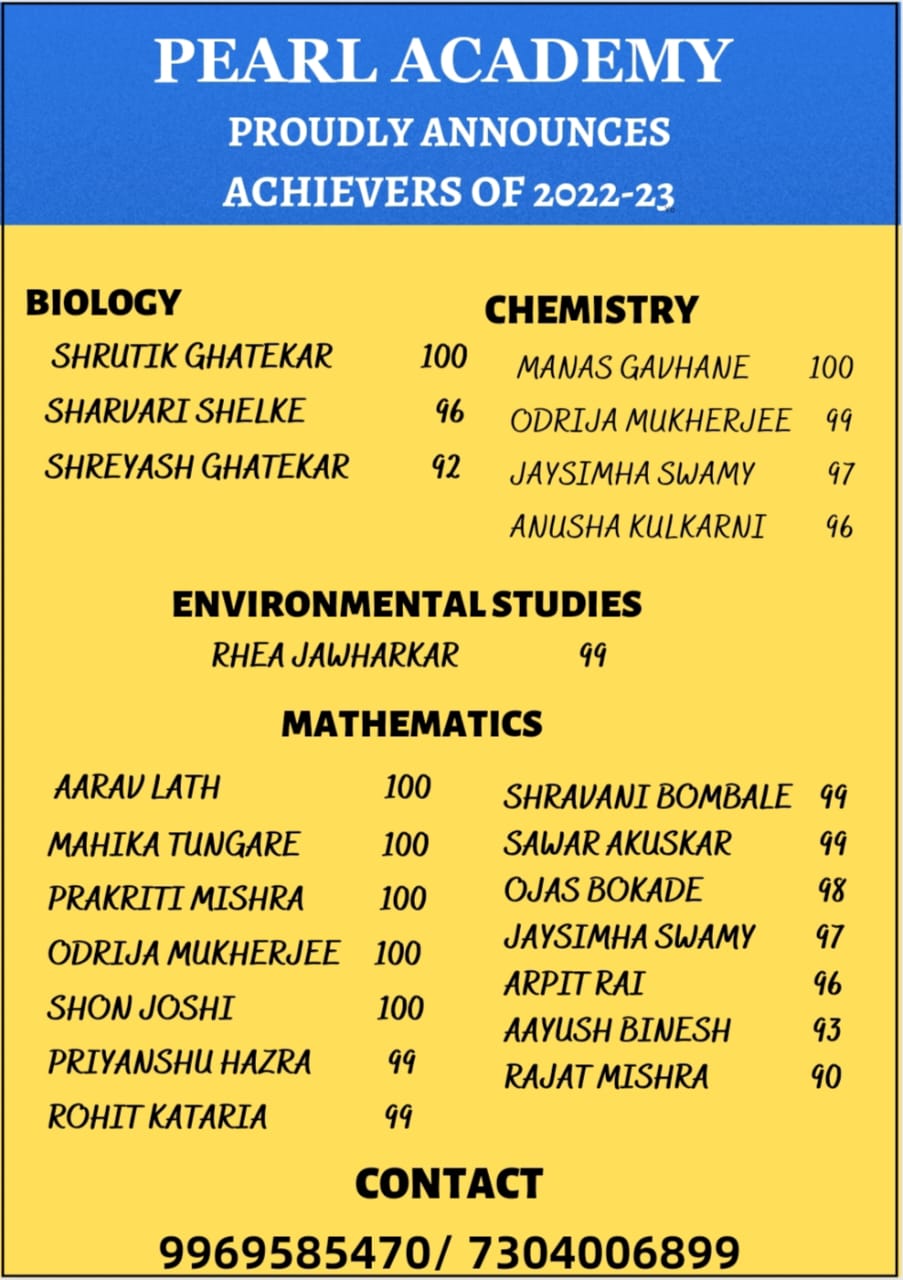 PEARL ACADEMY
PROUDLY ANNOUNCES
ACHIEVERS OF 2022-23
BIOLOGY
SHRUTIK GHATEKAR 100
SHARVARI SHELKE 96
SHREYASH GHATEKAR 92
CHEMISTRY
MANAS GAVHANE 100
ODRIJA MUKHERJEE 99
JAYSIMHA SWAMY 97
ANUSHA KULKARNI 96
ENVIRONMENTAL STUDIES
RHEA JAWHARKAR 99
MATHEMATICS
AARAV LATH 100
MAHIKA TUNGARE 100
PRAKRITI MISHRA 100
ODRIJA MUKHERJEE 100
SHON JOSHI 100
PRIYANSHU HAZRA 99
ROHIT KATARIA 99
SHRAVANI BOMBALE 99
SAWAR AKUSKAR 99
OJAS BOKADE 98
JAYSIMHA SWAMY 97
ARPIT RAI 96
AAYUSH BINESH 93
RAJAT MISHRA 90
CONTACT
9969585470/ 7304006899